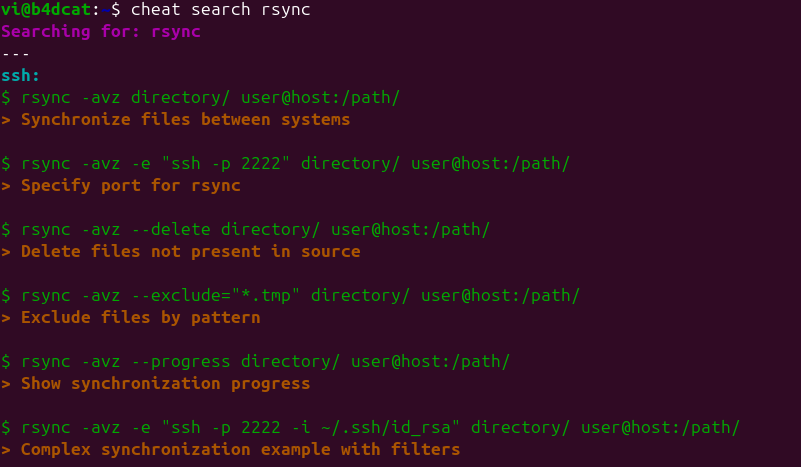 vi@b4dcat:~$ cheat search rsync
Searching for: rsync
---
ssh:
$ rsync -avz directory/ user@host:/path/
> Synchronize files between systems
$ rsync -avz -e "ssh -p 2222" directory/ user@host:/path/
> Specify port for rsync
$ rsync -avz --delete directory/ user@host:/path/
> Delete files not present in source
$ rsync -avz --exclude="*.tmp" directory/ user@host:/path/
> Exclude files by pattern
$ rsync -avz --progress directory/ user@host:/path/
> Show synchronization progress
$ rsync -avz -e "ssh -p 2222 -i ~/.ssh/id_rsa" directory/ user@host:/path/
> Complex synchronization example with filters